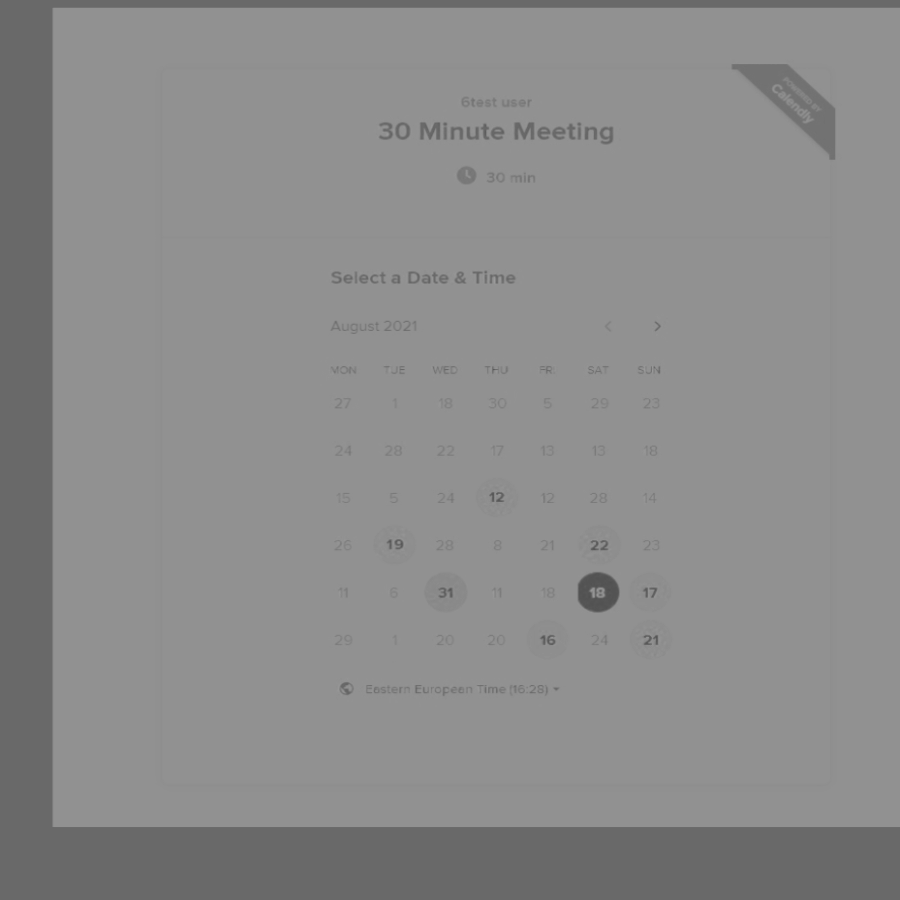 POWERED BY
Calendly
6test user
30 Minute Meeting
30 min
Select a Date & Time
August 2021
MON TUE WED THU FRI SAT SUN
27 1 18 30 5 29 23
24 28 22 17 13 13 18
15 5 24 12 12 28 14
26 19 28 8 21 22 23
11 6 31 11 18 18 17
29 1 20 20 16 24 21
Eastern European Time (16:28)